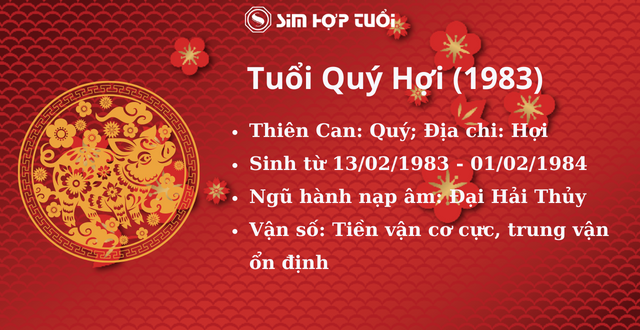 SIM HỢP TUỔI
Tuổi Quý Hợi (1983)
• Thiên Can: Quý; Địa chi: Hợi
• Sinh từ 13/02/1983 - 01/02/1984
• Ngũ hành nạp âm: Đại Hải Thủy
• Vận số: Tiền vận cơ cực, trung vận
ổn định